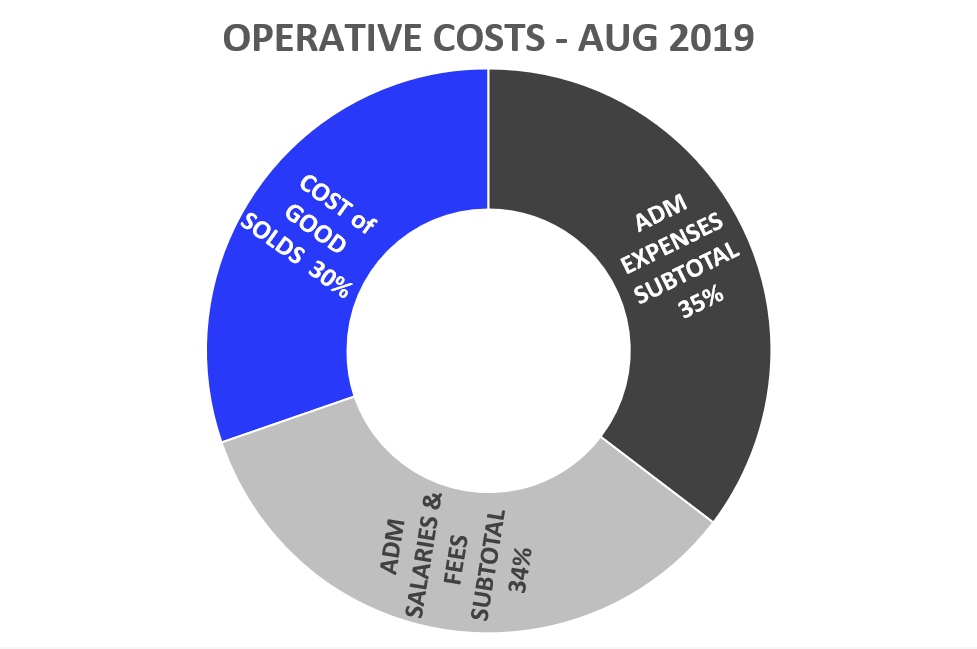 OPERATIVE COSTS - AUG 2019
COST of
GOOD
SOLDS 30%
ADM
EXPENSES
SUBTOTAL
35%
ADM
SALARIES &
FEES
SUBTOTAL
34%